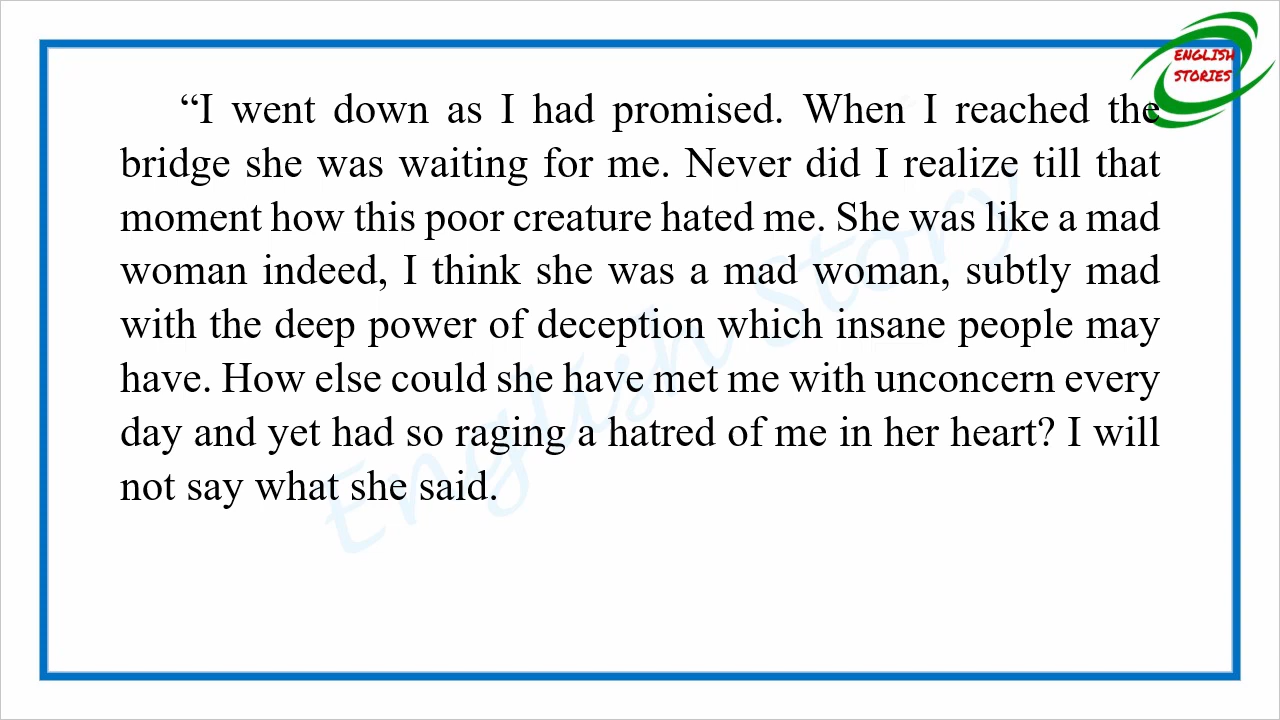 ENGLISH
STORIES
“I went down as I had promised. When I reached the
bridge she was waiting for me. Never did I realize till that
moment how this poor creature hated me. She was like a mad
woman indeed, I think she was a mad woman, subtly mad
with the deep power of deception which insane people may
have. How else could she have met me with unconcern every
day and yet had so raging a hatred of me in her heart? I will
not say what she said.
English Story